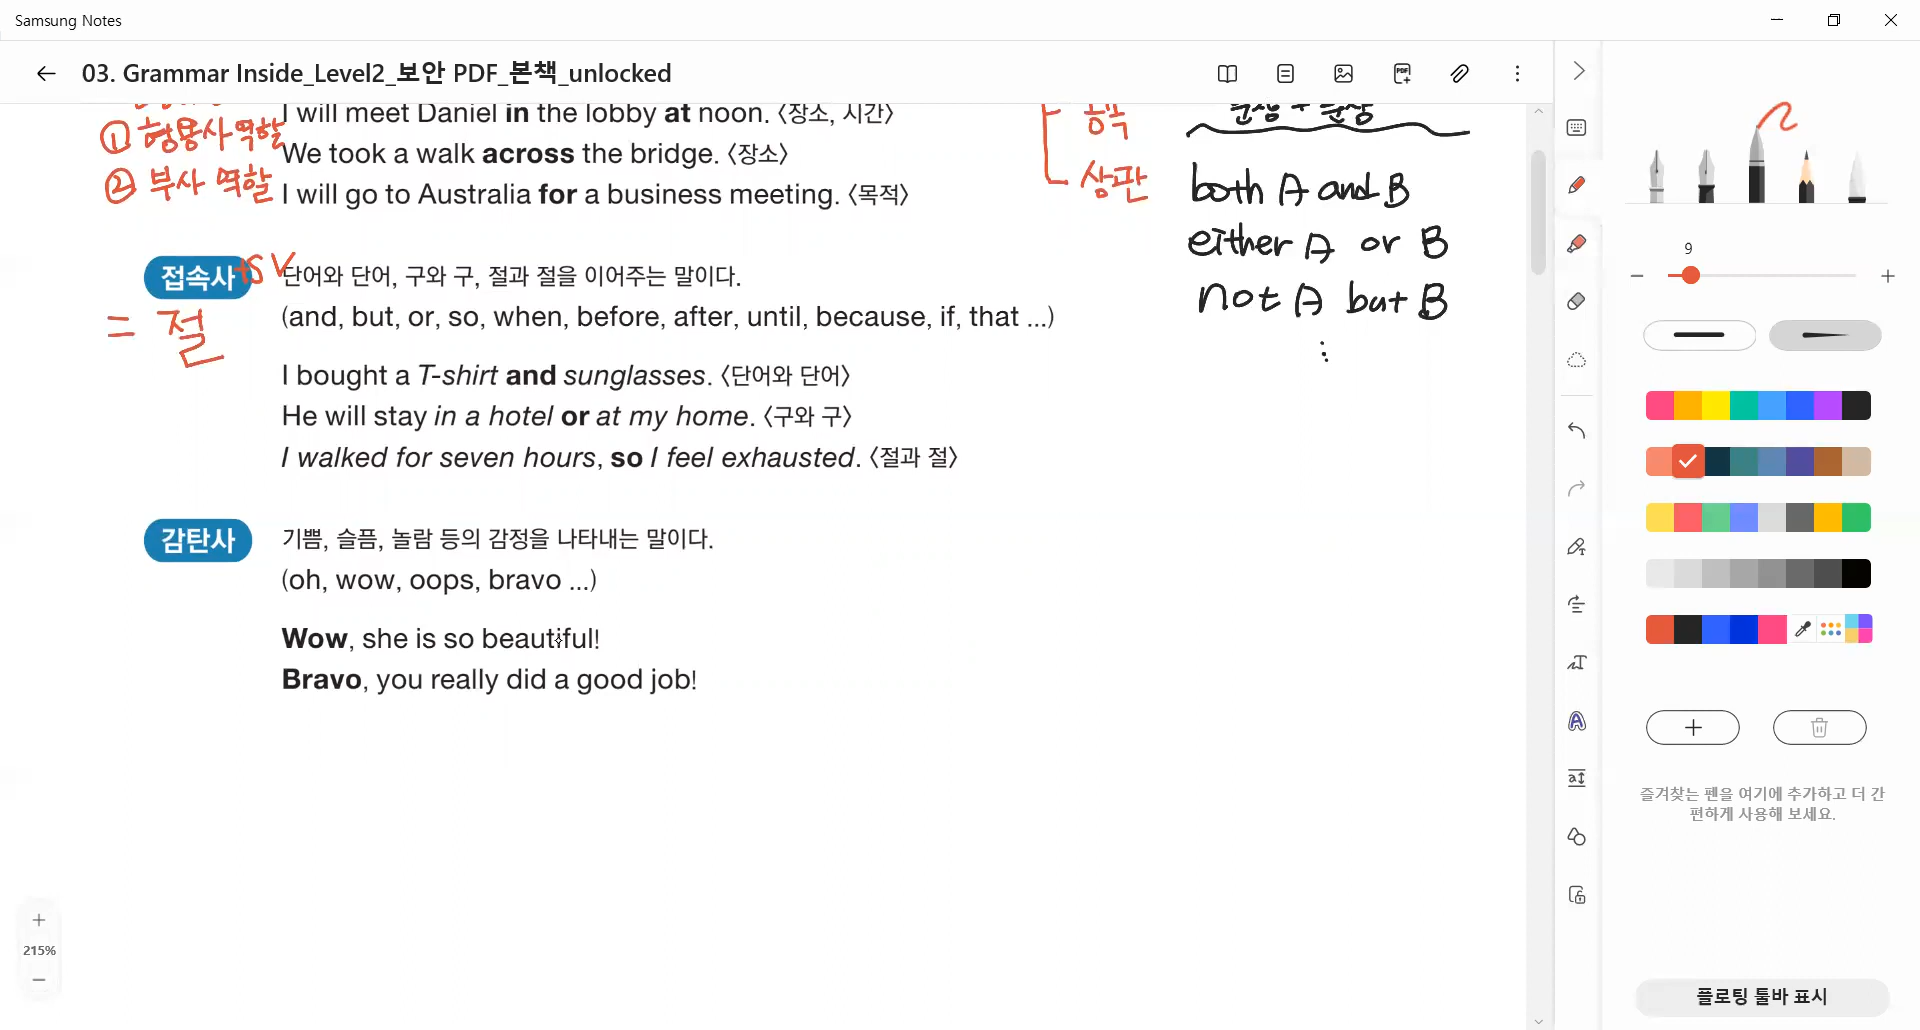 Samsung Notes
03. Grammar Inside_Level2_보안 PDF_본책_unlocked
I will meet Daniel in the lobby at noon. 〈장소, 시간〉
① 형용사 역할
We took a walk across the bridge. 〈장소〉
② 부사 역할
I will go to Australia for a business meeting. 〈목적〉
접속사 +S V
단어와 단어, 구와 구, 절과 절을 이어주는 말이다.
= 절
(and, but, or, so, when, before, after, until, because, if, that ...)
I bought a T-shirt and sunglasses. 〈단어와 단어〉
He will stay in a hotel or at my home. 〈구와 구〉
I walked for seven hours, so I feel exhausted. 〈절과 절〉
감탄사
기쁨, 슬픔, 놀람 등의 감정을 나타내는 말이다.
(oh, wow, oops, bravo ...)
Wow, she is so beautiful!
Bravo, you really did a good job!
상관
both A and B
either A or B
not A but B
⋮
215%
9
즐겨찾는 펜을 여기에 추가하고 더 간
편하게 사용해 보세요.
플로팅 툴바 표시